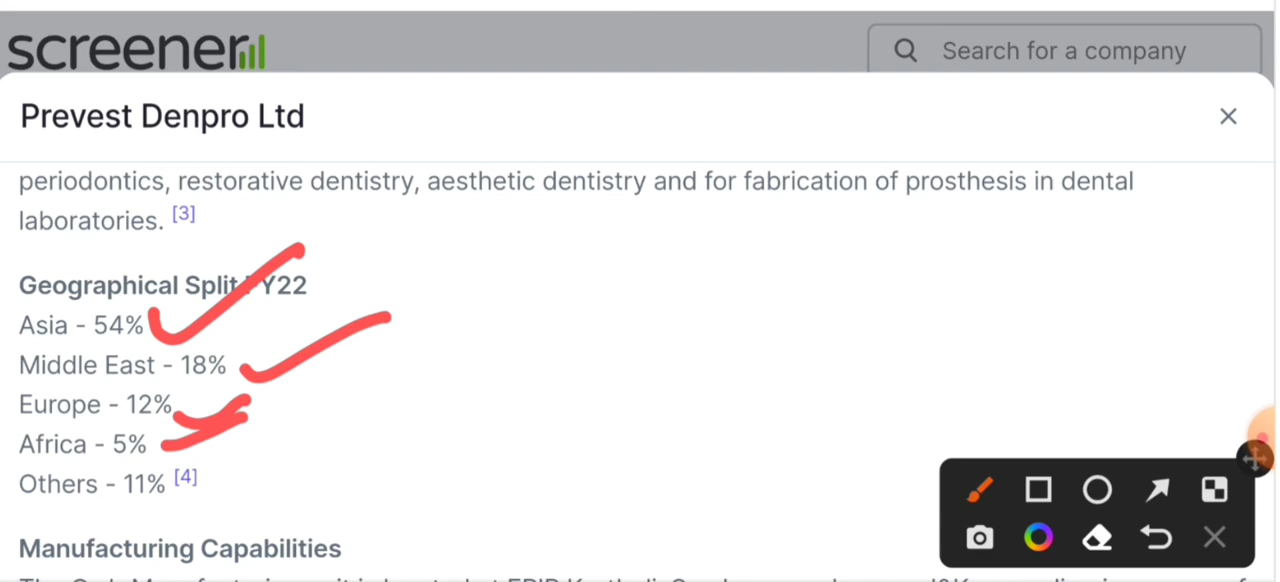 screener
Search for a company
Prevest Denpro Ltd
periodontics, restorative dentistry, aesthetic dentistry and for fabrication of prosthesis in dental
laboratories. [3]
Geographical Split FY22
Asia - 54%
Middle East - 18%
Europe - 12%
Africa - 5%
Others - 11% [4]
Manufacturing Capabilities